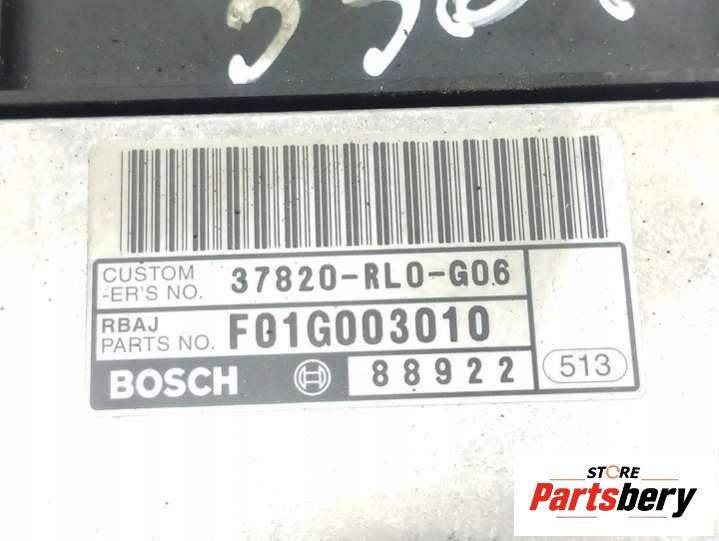 CUSTOM
-ER'S NO. 37820-RL0-G06
RBAJ
PARTS NO. F01G003010
BOSCH 88922 513
STORE
Partsbery